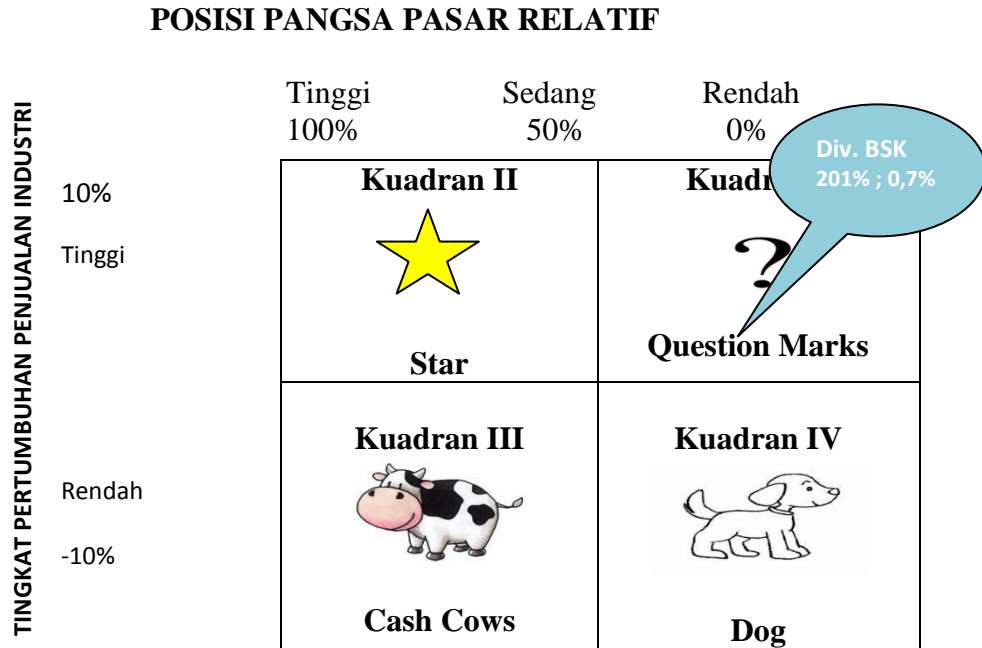 POSISI PANGSA PASAR RELATIF
Tinggi Sedang Rendah
100% 50% 0%
Div. BSK
201% ; 0,7%
TINGKAT PERTUMBUHAN PENJUALAN INDUSTRI
10%
Tinggi
Rendah
-10%
Kuadran II
Star
?
Question Marks
Kuadran III
Cash Cows
Kuadran IV
Dog